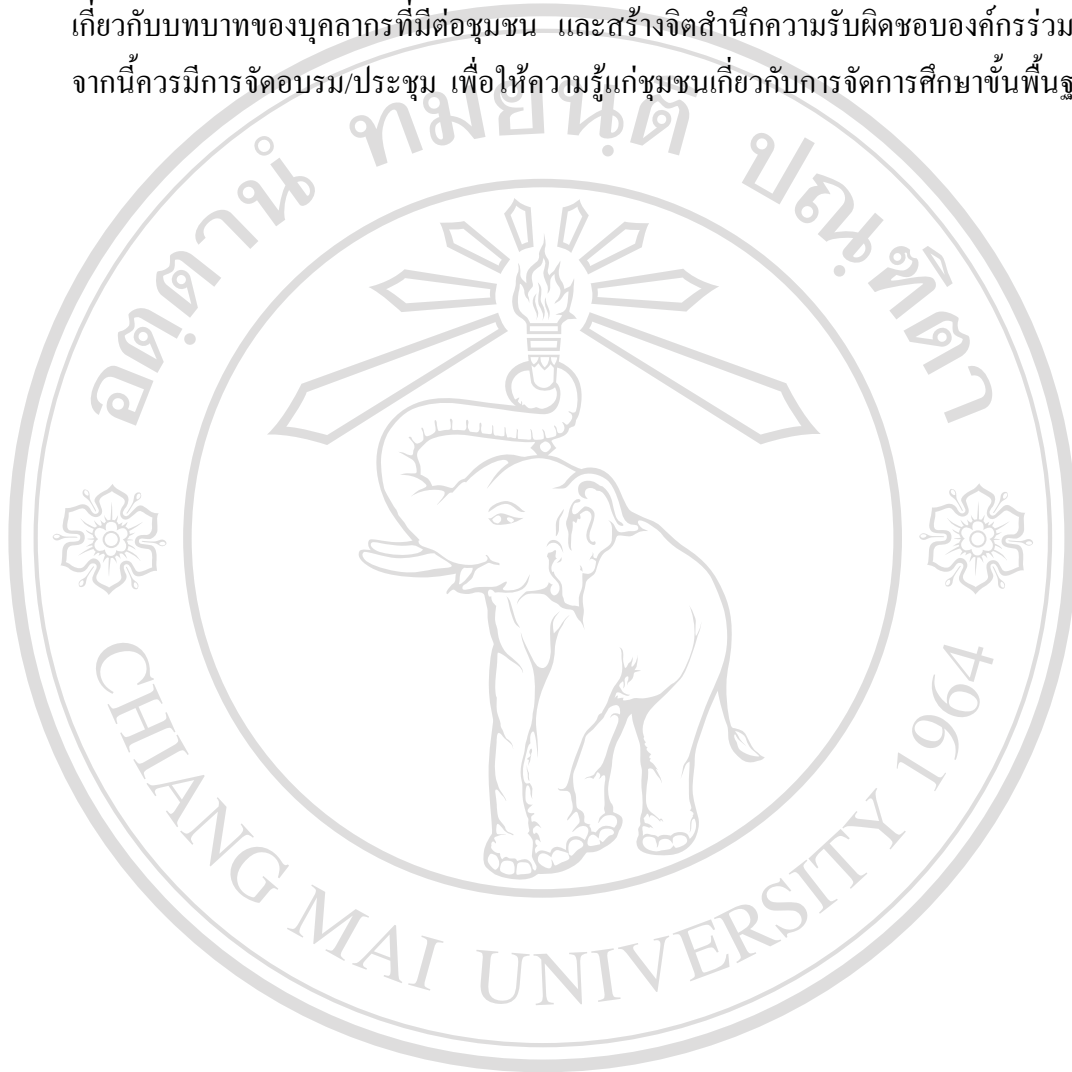 เกี่ยวกับบทบาทของบุคลากรที่มีต่อชุมชน และสร้างจิตสำนึกความรับผิดชอบองค์กรร่วม
จากนี้ควรมีการจัดอบรม/ประชุม เพื่อให้ความรู้แก่ชุมชนเกี่ยวกับการจัดการศึกษาขั้นพื้นฐ
อตฺตานํ ทมยนฺติ ปณฺฑิตา
CHIANG MAI UNIVERSITY 1964